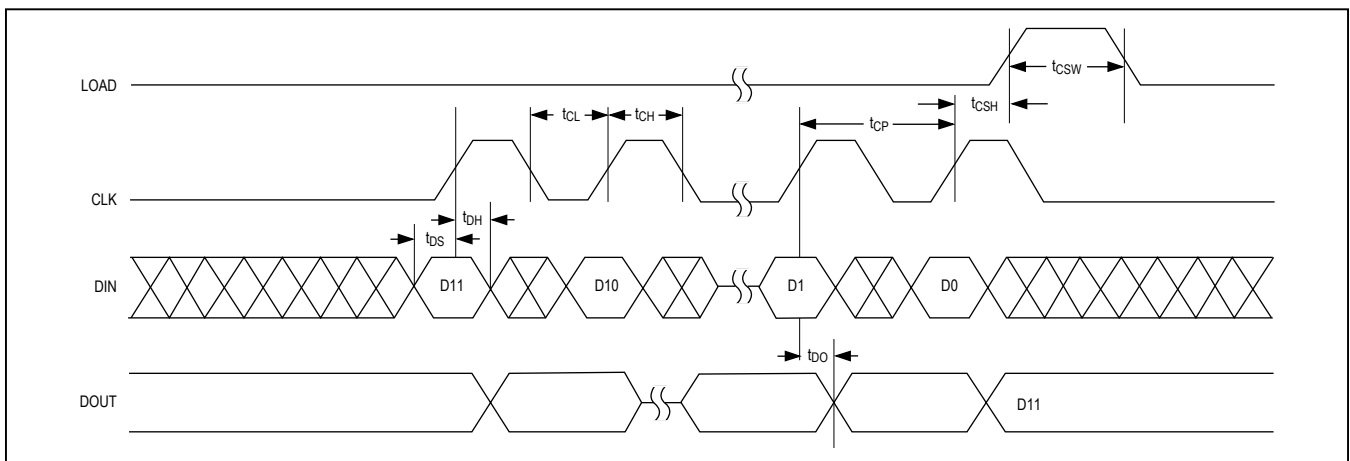 LOAD
tCSW
tCSH
tCL
tCH
tCP
CLK
tDH
tDS
DIN
D11
D10
D1
D0
tDO
DOUT
D11